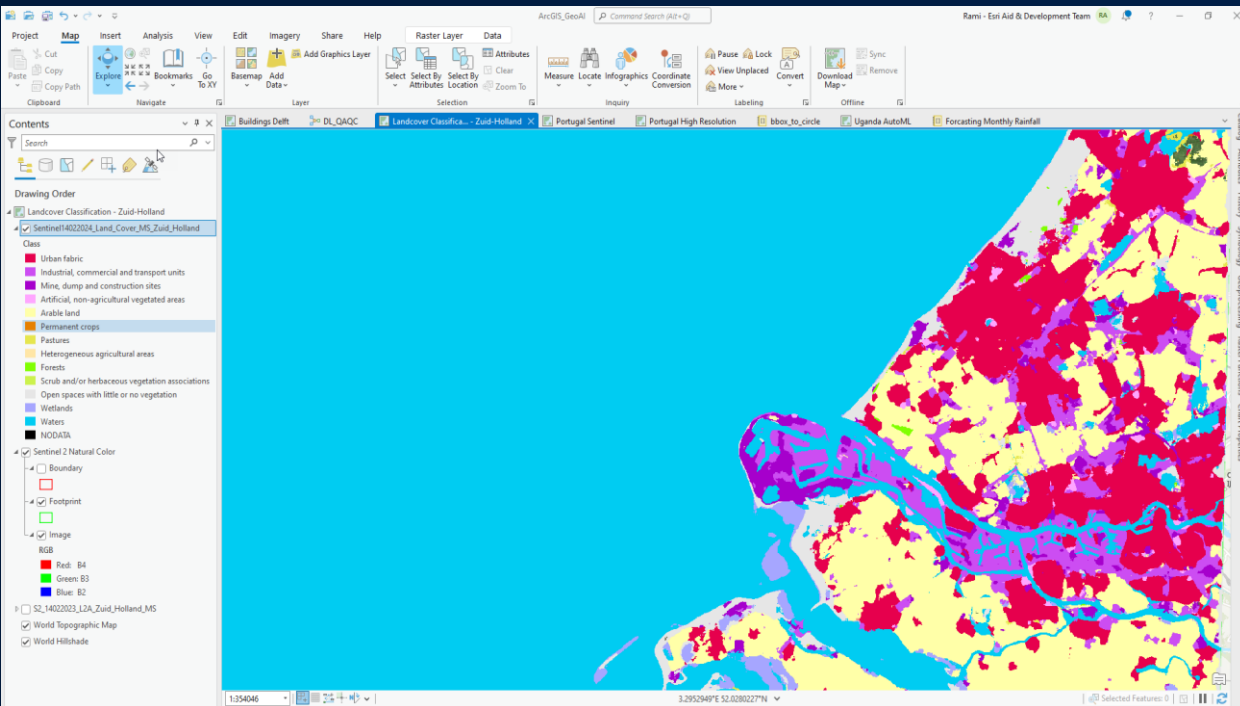 ArcGIS_GeoAI
Command Search (Alt+Q)
Rami - Esri Aid & Development Team
RA
?
Project
Map
Insert
Analysis
View
Edit
Imagery
Share
Help
Raster Layer
Data
Paste
Cut
Copy
Copy Path
Clipboard
Explore
Bookmarks
Go To XY
Navigate
Basemap
Add Data
Add Graphics Layer
Layer
Select
Select By Attributes
Select By Location
Attributes
Clear
Zoom To
Selection
Measure
Locate
Infographics
Coordinate Conversion
Inquiry
Pause
Lock
View Unplaced
More
Convert
Labeling
Download Map
Sync
Remove
Offline
Contents
Search
Drawing Order
Landcover Classification - Zuid-Holland
Sentinel14022024_Land_Cover_MS_Zuid_Holland
Class
Urban fabric
Industrial, commercial and transport units
Mine, dump and construction sites
Artificial, non-agricultural vegetated areas
Arable land
Permanent crops
Pastures
Heterogeneous agricultural areas
Forests
Scrub and/or herbaceous vegetation associations
Open spaces with little or no vegetation
Wetlands
Waters
NODATA
Sentinel 2 Natural Color
Boundary
Footprint
Image
RGB
Red: B4
Green: B3
Blue: B2
S2_14022023_L2A_Zuid_Holland_MS
World Topographic Map
World Hillshade
Buildings Delft
DL_QAQC
Landcover Classifica... - Zuid-Holland
Portugal Sentinel
Portugal High Resolution
bbox_to_circle
Uganda AutoML
Forcasting Monthly Rainfall
1:354046
3.2952949°E 52.0280227°N
Selected Features: 0